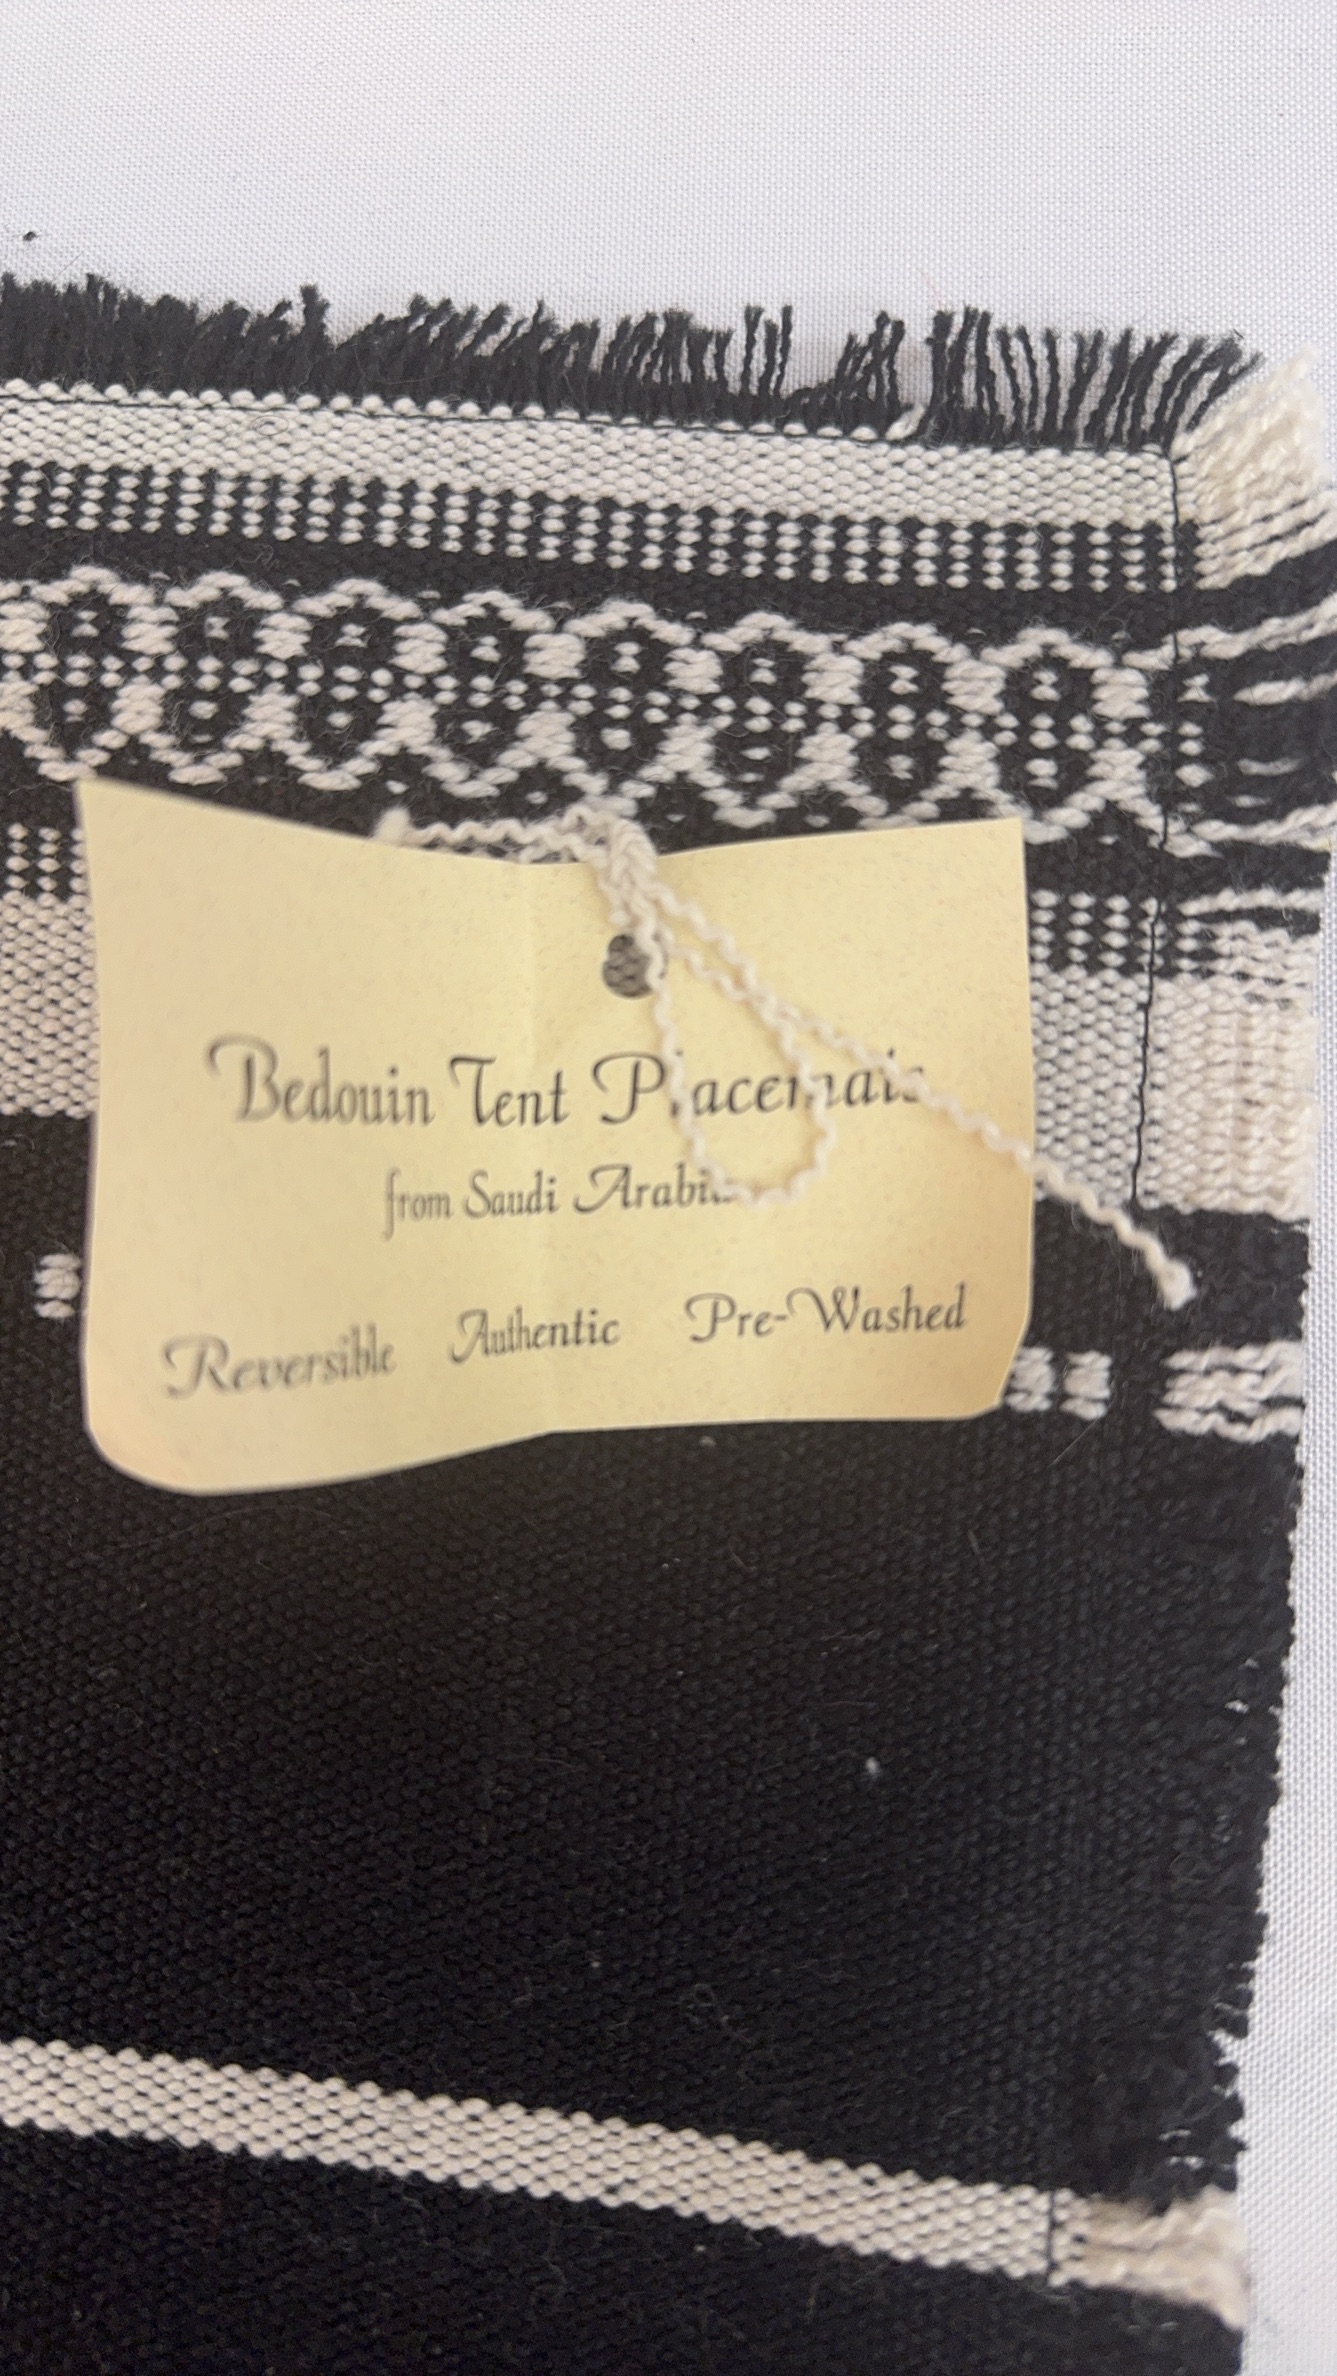 Bedouin Tent Placemats
from Saudi Arabia
Reversible Authentic Pre-Washed